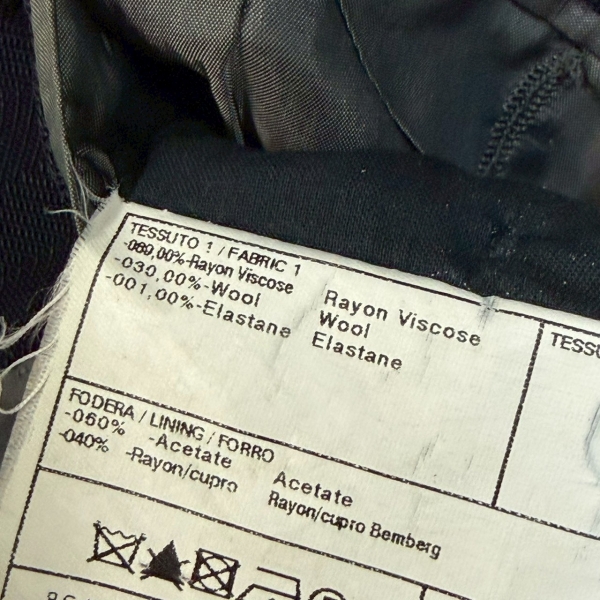 TESSUTO 1 / FABRIC 1
-069,00%-Rayon Viscose Rayon Viscose
-030,00%-Wool Wool
-001,00%-Elastane Elastane
TESSU
FODERA / LINING / FORRO
-060% -Acetate Acetate
-040% -Rayon/cupro Rayon/cupro Bemberg